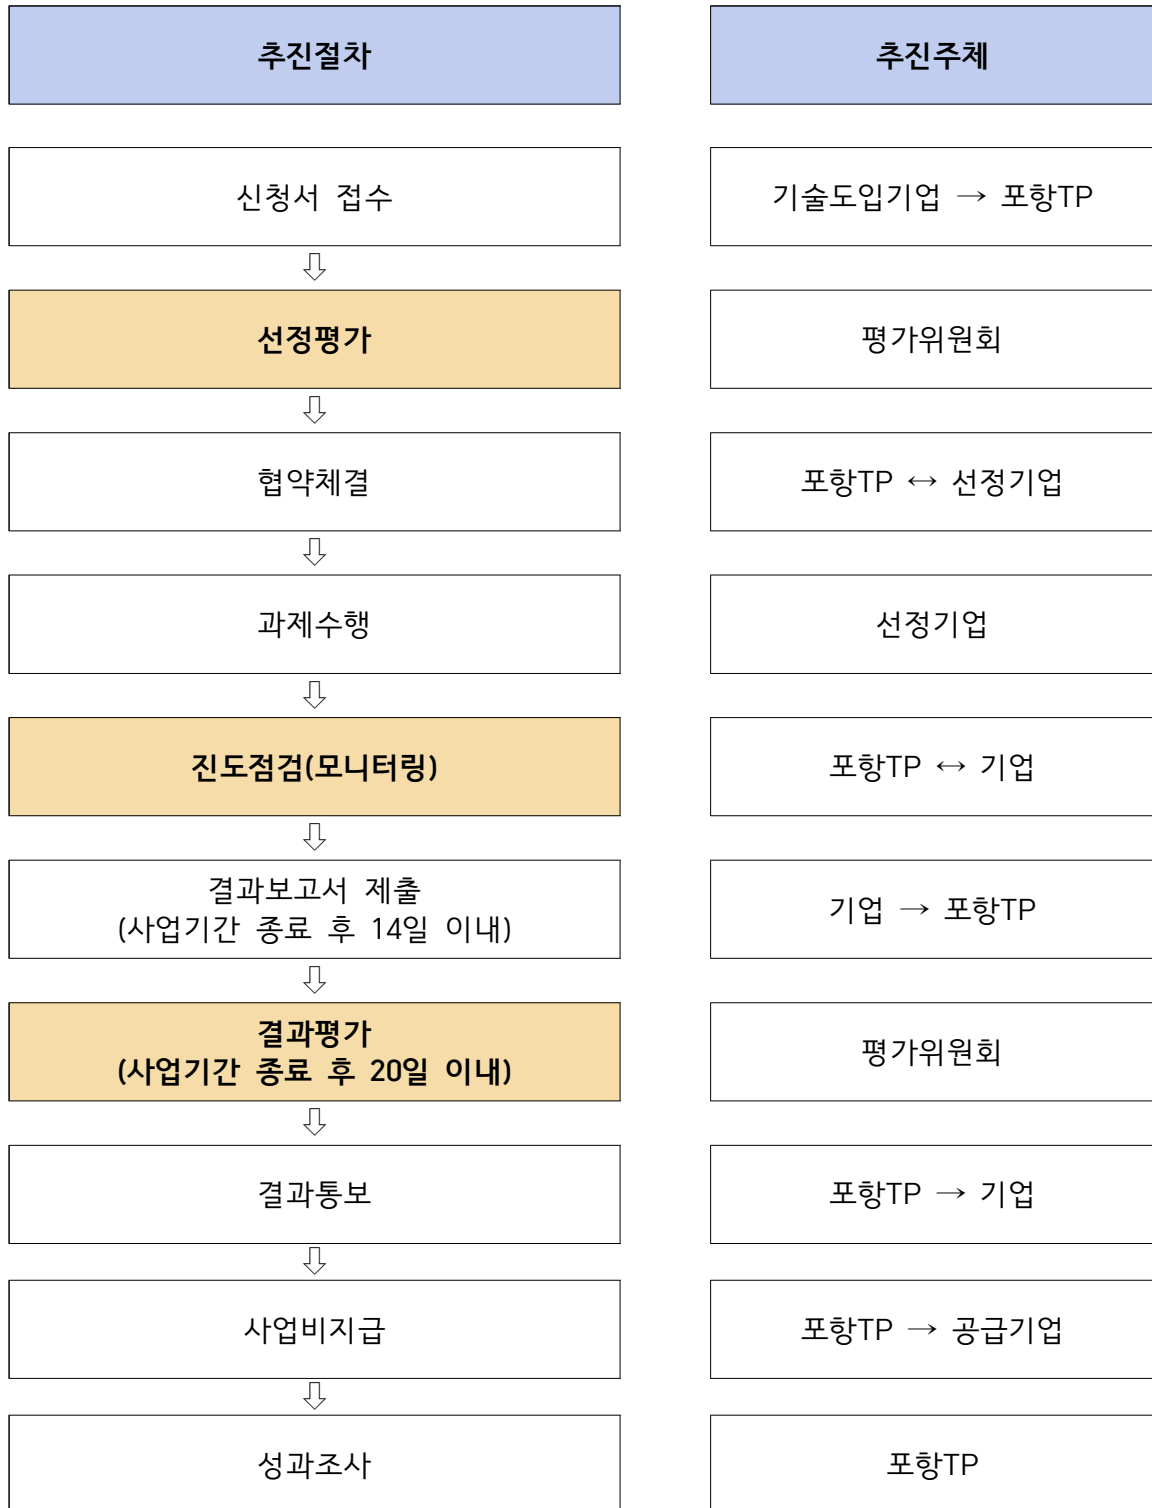 추진절차
추진주체
신청서 접수
기술도입기업 → 포항TP
⇩
선정평가
평가위원회
⇩
협약체결
포항TP ↔ 선정기업
⇩
과제수행
선정기업
⇩
진도점검(모니터링)
포항TP ↔ 기업
⇩
결과보고서 제출
(사업기간 종료 후 14일 이내)
기업 → 포항TP
⇩
결과평가
(사업기간 종료 후 20일 이내)
평가위원회
⇩
결과통보
포항TP → 기업
⇩
사업비지급
포항TP → 공급기업
⇩
성과조사
포항TP